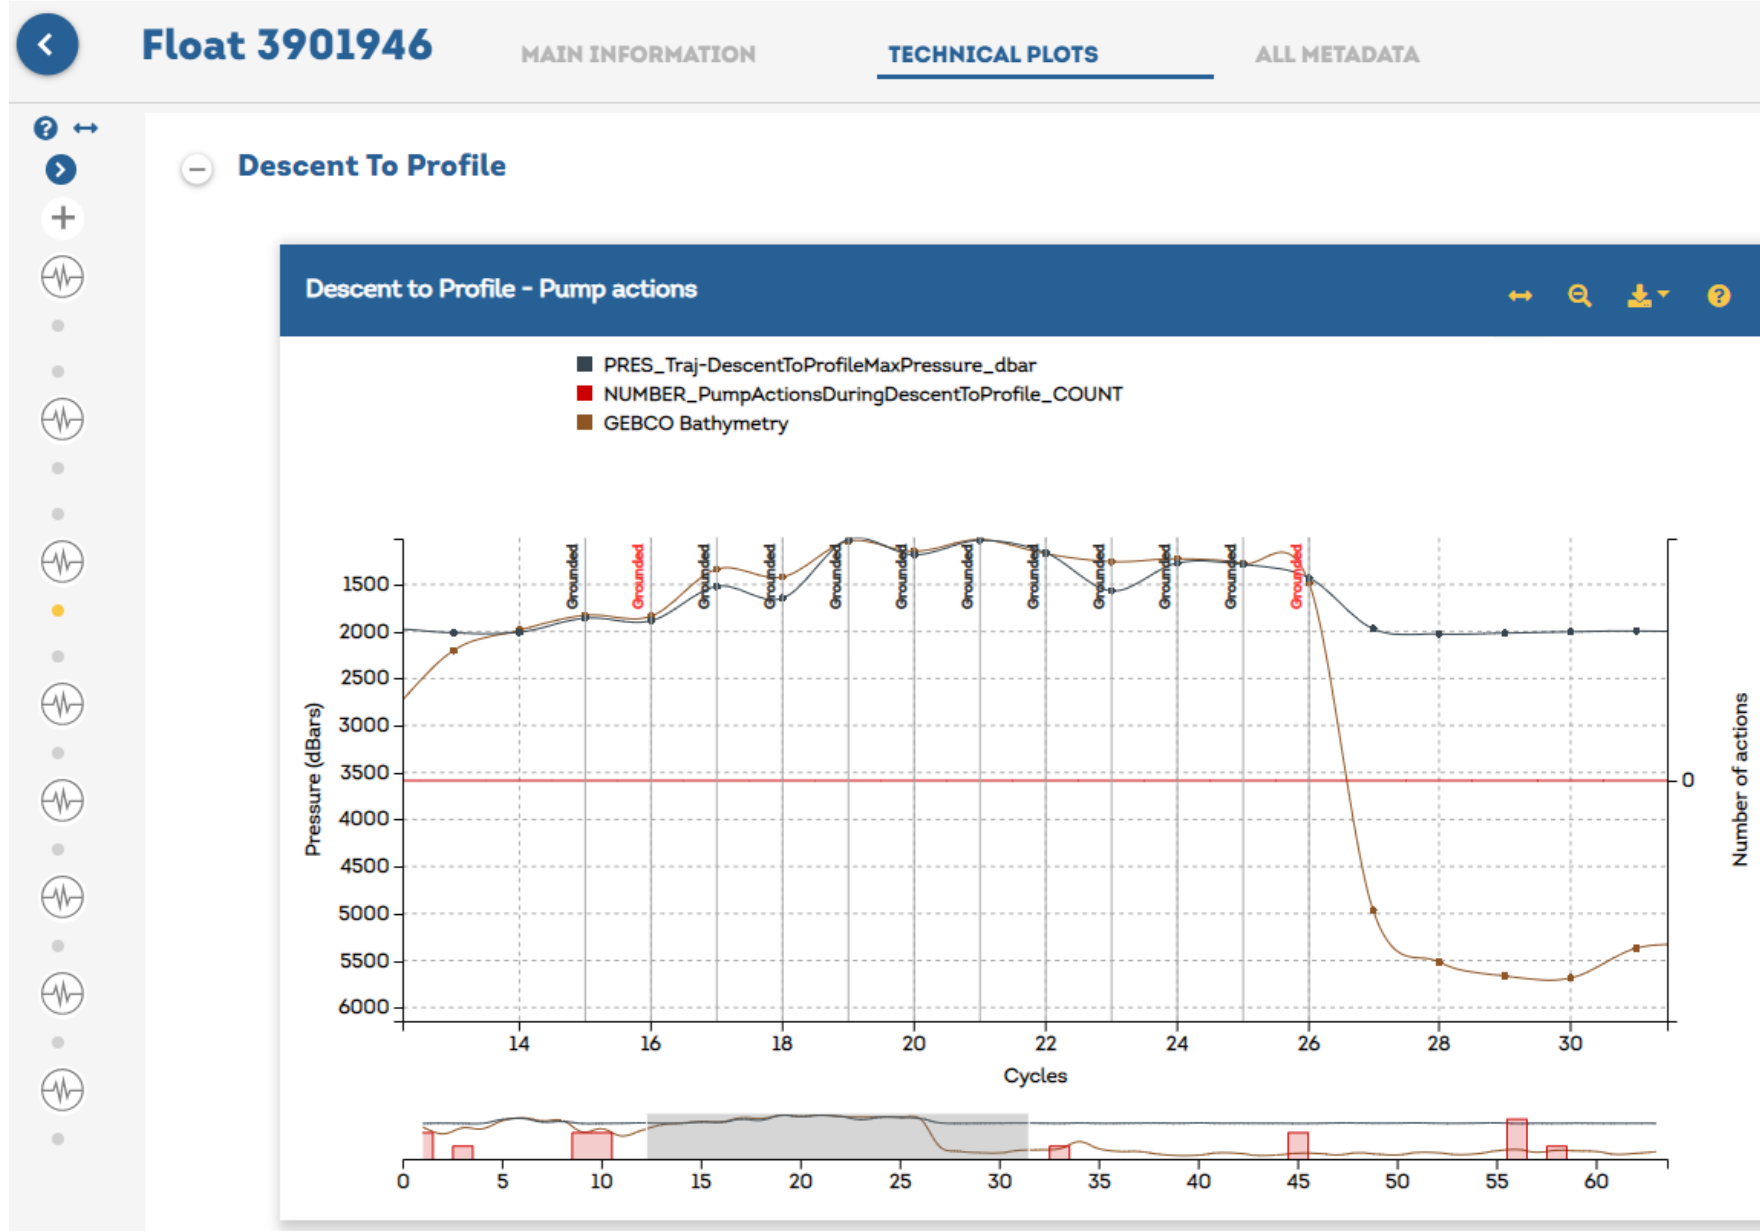 Float 3901946
MAIN INFORMATION
TECHNICAL PLOTS
ALL METADATA
Descent To Profile
Descent to Profile - Pump actions
PRES_Traj-DescentToProfileMaxPressure_dbar
NUMBER_PumpActionsDuringDescentToProfile_COUNT
GEBCO Bathymetry
Grounded Grounded Grounded Grounded Grounded Grounded Grounded Grounded Grounded Grounded Grounded Grounded
Pressure (dBars)
1500
2000
2500
3000
3500
4000
4500
5000
5500
6000
0
Number of actions
14 16 18 20 22 24 26 28 30
Cycles
0 5 10 15 20 25 30 35 40 45 50 55 60